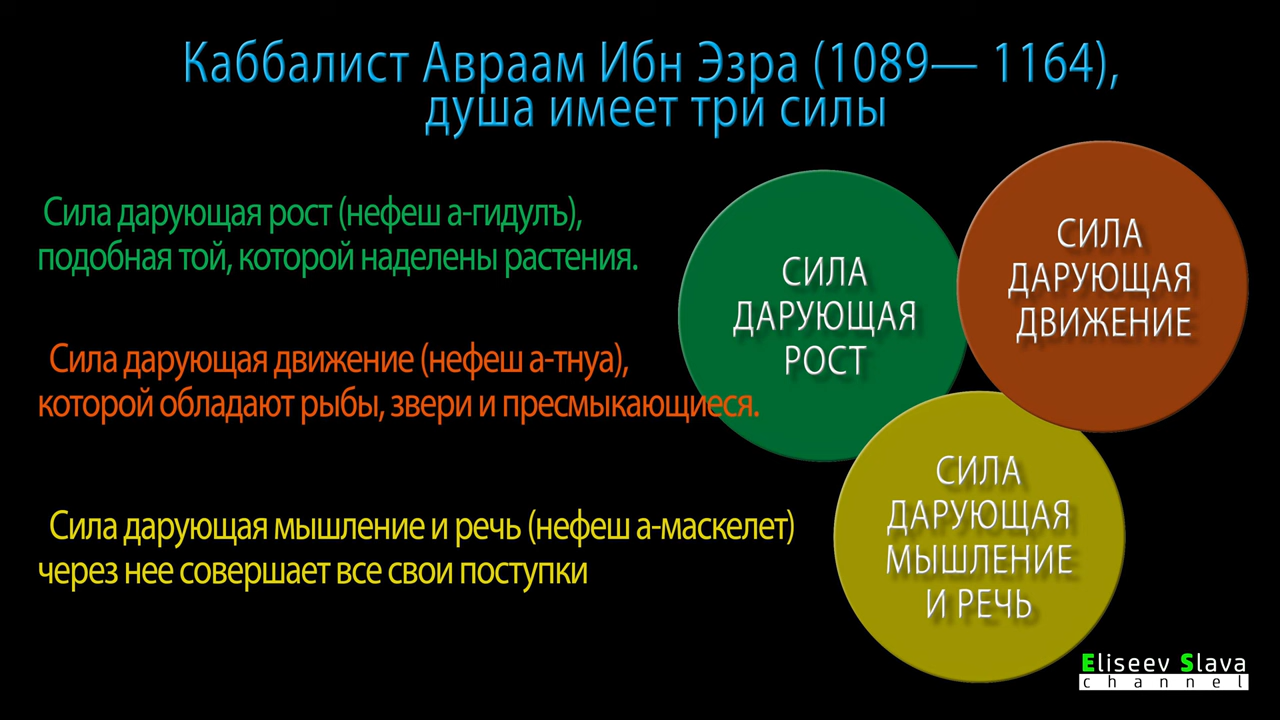 Каббалист Авраам Ибн Эзра (1089— 1164),
душа имеет три силы
Сила дарующая рост (нефеш а-гидулъ),
подобная той, которой наделены растения.
Сила дарующая движение (нефеш а-тнуа),
которой обладают рыбы, звери и пресмыкающиеся.
Сила дарующая мышление и речь (нефеш а-маскелет)
через нее совершает все свои поступки
СИЛА
ДАРУЮЩАЯ
РОСТ
СИЛА
ДАРУЮЩАЯ
ДВИЖЕНИЕ
СИЛА
ДАРУЮЩАЯ
МЫШЛЕНИЕ
И РЕЧЬ
Eliseev Slava
channel